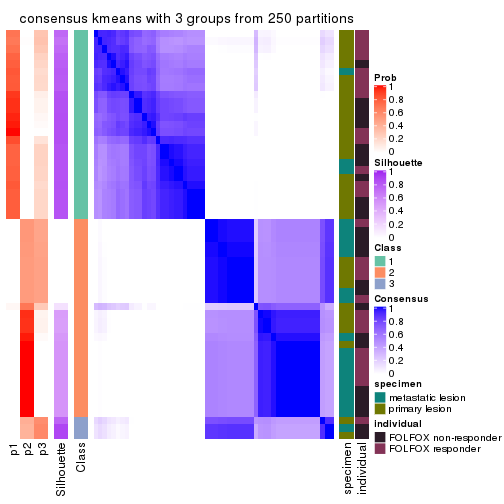 consensus kmeans with 3 groups from 250 partitions
Prob
1
0.8
0.6
0.4
0.2
0
Silhouette
1
0.8
0.6
0.4
0.2
0
Class
1
2
3
Consensus
1
0.8
0.6
0.4
0.2
0
specimen
metastatic lesion
primary lesion
individual
FOLFOX non-responder
FOLFOX responder
p1
p2
p3
Silhouette
Class
specimen
individual